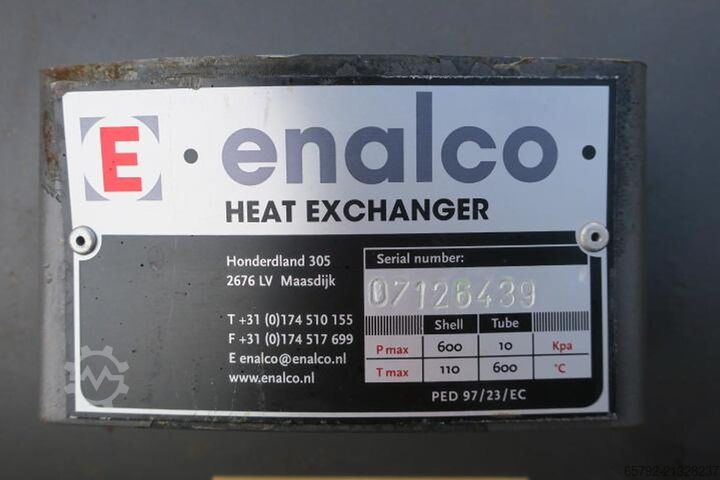 E
enalco
HEAT EXCHANGER
Honderdland 305
2676 LV Maasdijk
T +31 (0)174 510 155
F +31 (0)174 517 699
E enalco@enalco.nl
www.enalco.nl
Serial number:
07126439
Shell Tube
P max 600 10 Kpa
T max 110 600 °C
PED 97/23/EC
65792-21328237